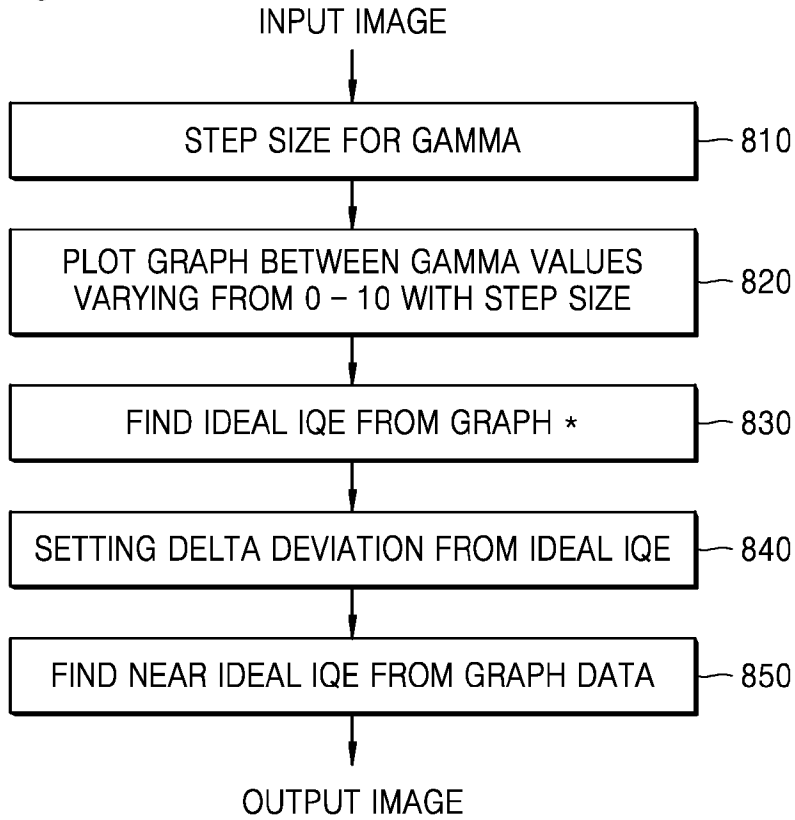 INPUT IMAGE
STEP SIZE FOR GAMMA
810
PLOT GRAPH BETWEEN GAMMA VALUES
VARYING FROM 0 – 10 WITH STEP SIZE
820
FIND IDEAL IQE FROM GRAPH *
830
SETTING DELTA DEVIATION FROM IDEAL IQE
840
FIND NEAR IDEAL IQE FROM GRAPH DATA
850
OUTPUT IMAGE